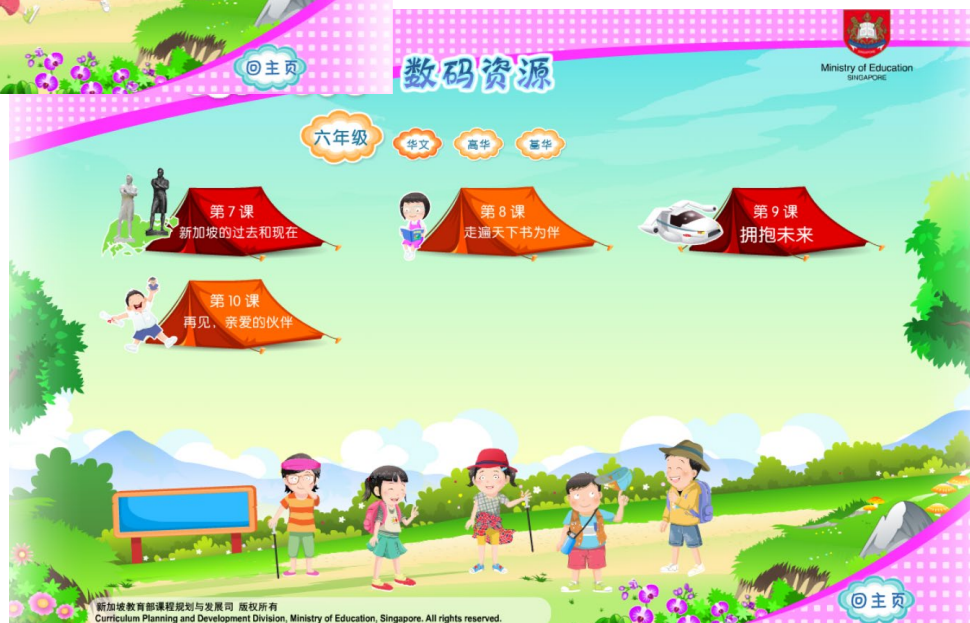 回主页
数码资源
Ministry of Education
SINGAPORE
六年级
华文
高华
基华
第 7 课
新加坡的过去和现在
第 8 课
走遍天下书为伴
第 9 课
拥抱未来
第 10 课
再见，亲爱的伙伴
新加坡教育部课程规划与发展司 版权所有
Curriculum Planning and Development Division, Ministry of Education, Singapore. All rights reserved.
回主页